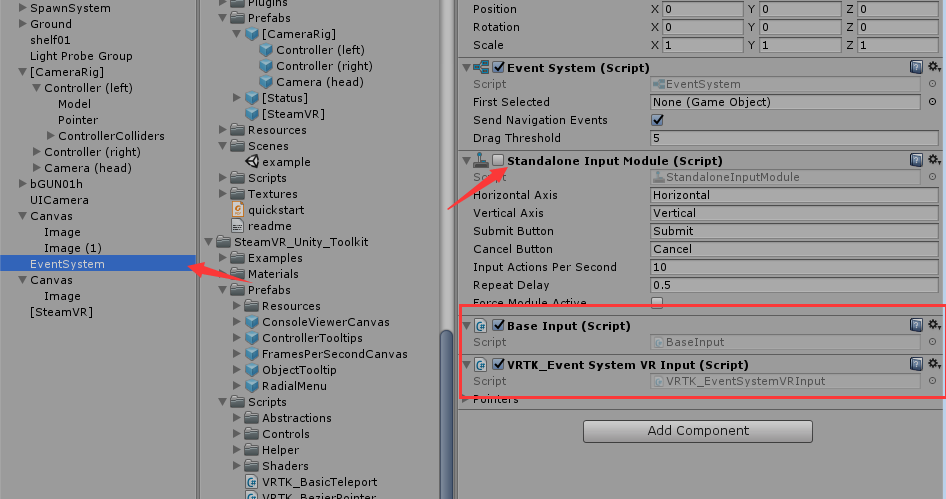 SpawnSystem
Ground
shelf01
Light Probe Group
[CameraRig]
Controller (left)
Model
Pointer
ControllerColliders
Controller (right)
Camera (head)
bGUN01h
UICamera
Canvas
Image
Image (1)
EventSystem
Canvas
Image
[SteamVR]
Plugins
Prefabs
[CameraRig]
Controller (left)
Controller (right)
Camera (head)
[Status]
[SteamVR]
Resources
Scenes
example
Scripts
Textures
quickstart
readme
SteamVR_Unity_Toolkit
Examples
Materials
Prefabs
Resources
ConsoleViewerCanvas
ControllerTooltips
FramesPerSecondCanvas
ObjectTooltip
RadialMenu
Scripts
Abstractions
Controls
Helper
Shaders
VRTK_BasicTeleport
VRTK_BezierPointer
Position X 0 Y 0 Z 0
Rotation X 0 Y 0 Z 0
Scale X 1 Y 1 Z 1
Event System (Script)
Script EventSystem
First Selected None (Game Object)
Send Navigation Events
Drag Threshold 5
Standalone Input Module (Script)
Script StandaloneInputModule
Horizontal Axis Horizontal
Vertical Axis Vertical
Submit Button Submit
Cancel Button Cancel
Input Actions Per Second 10
Repeat Delay 0.5
Force Module Active
Base Input (Script)
Script BaseInput
VRTK_Event System VR Input (Script)
Script VRTK_EventSystemVRInput
Pointers
Add Component